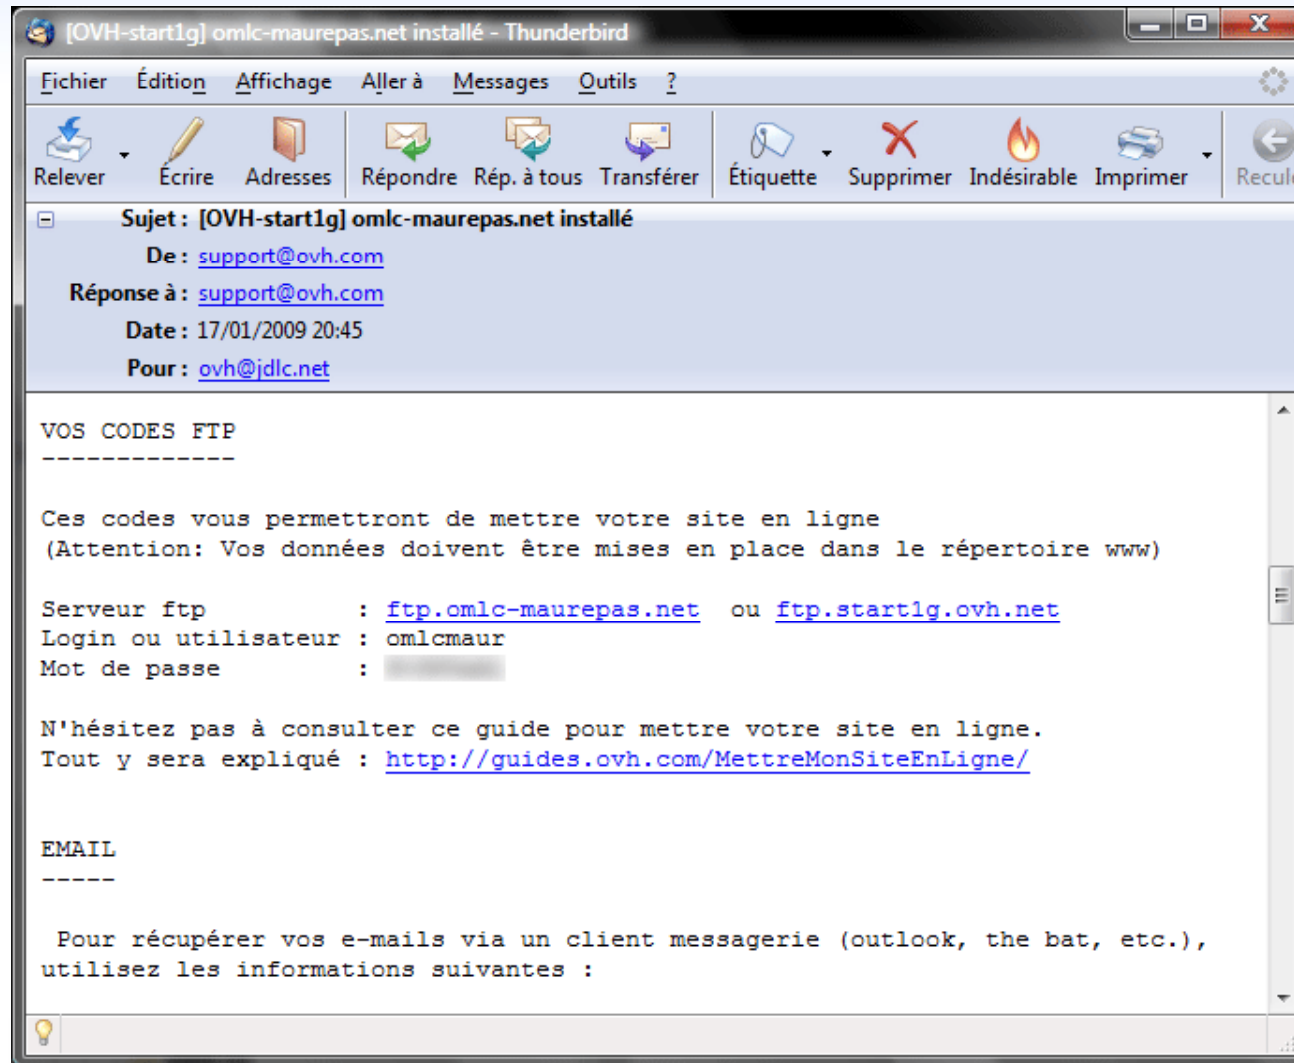 [OVH-start1g] omlc-maurepas.net installé - Thunderbird
Fichier Édition Affichage Aller à Messages Outils ?
Relever Écrire Adresses Répondre Rép. à tous Transférer Étiquette Supprimer Indésirable Imprimer Recule
Sujet : [OVH-start1g] omlc-maurepas.net installé
De : support@ovh.com
Réponse à : support@ovh.com
Date : 17/01/2009 20:45
Pour : ovh@jdlc.net
VOS CODES FTP
-------------
Ces codes vous permettront de mettre votre site en ligne
(Attention: Vos données doivent être mises en place dans le répertoire www)
Serveur ftp : ftp.omlc-maurepas.net ou ftp.start1g.ovh.net
Login ou utilisateur : omlcmaur
Mot de passe :
N'hésitez pas à consulter ce guide pour mettre votre site en ligne.
Tout y sera expliqué : http://guides.ovh.com/MettreMonSiteEnLigne/
EMAIL
-----
Pour récupérer vos e-mails via un client messagerie (outlook, the bat, etc.),
utilisez les informations suivantes :